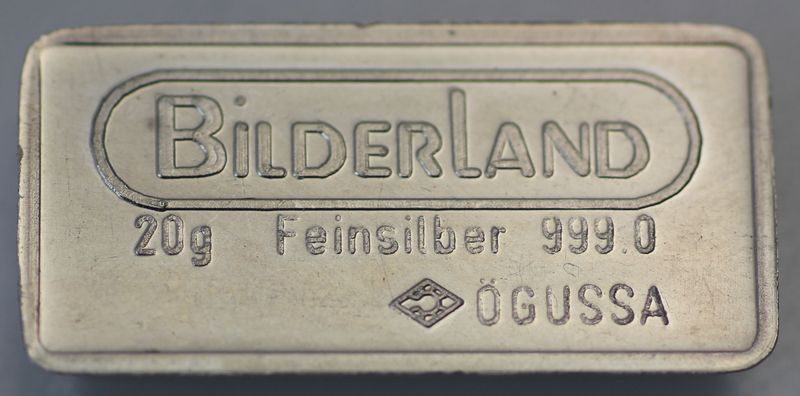 BILDERLAND
20g Feinsilber 999.0
ÖGUSSA